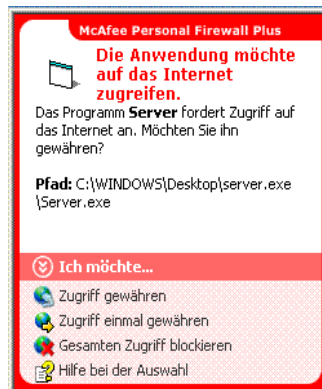 McAfee Personal Firewall Plus
Die Anwendung möchte
auf das Internet
zugreifen.
Das Programm Server fordert Zugriff auf
das Internet an. Möchten Sie ihn
gewähren?
Pfad: C:\WINDOWS\Desktop\server.exe
\Server.exe
Ich möchte...
Zugriff gewähren
Zugriff einmal gewähren
Gesamten Zugriff blockieren
Hilfe bei der Auswahl